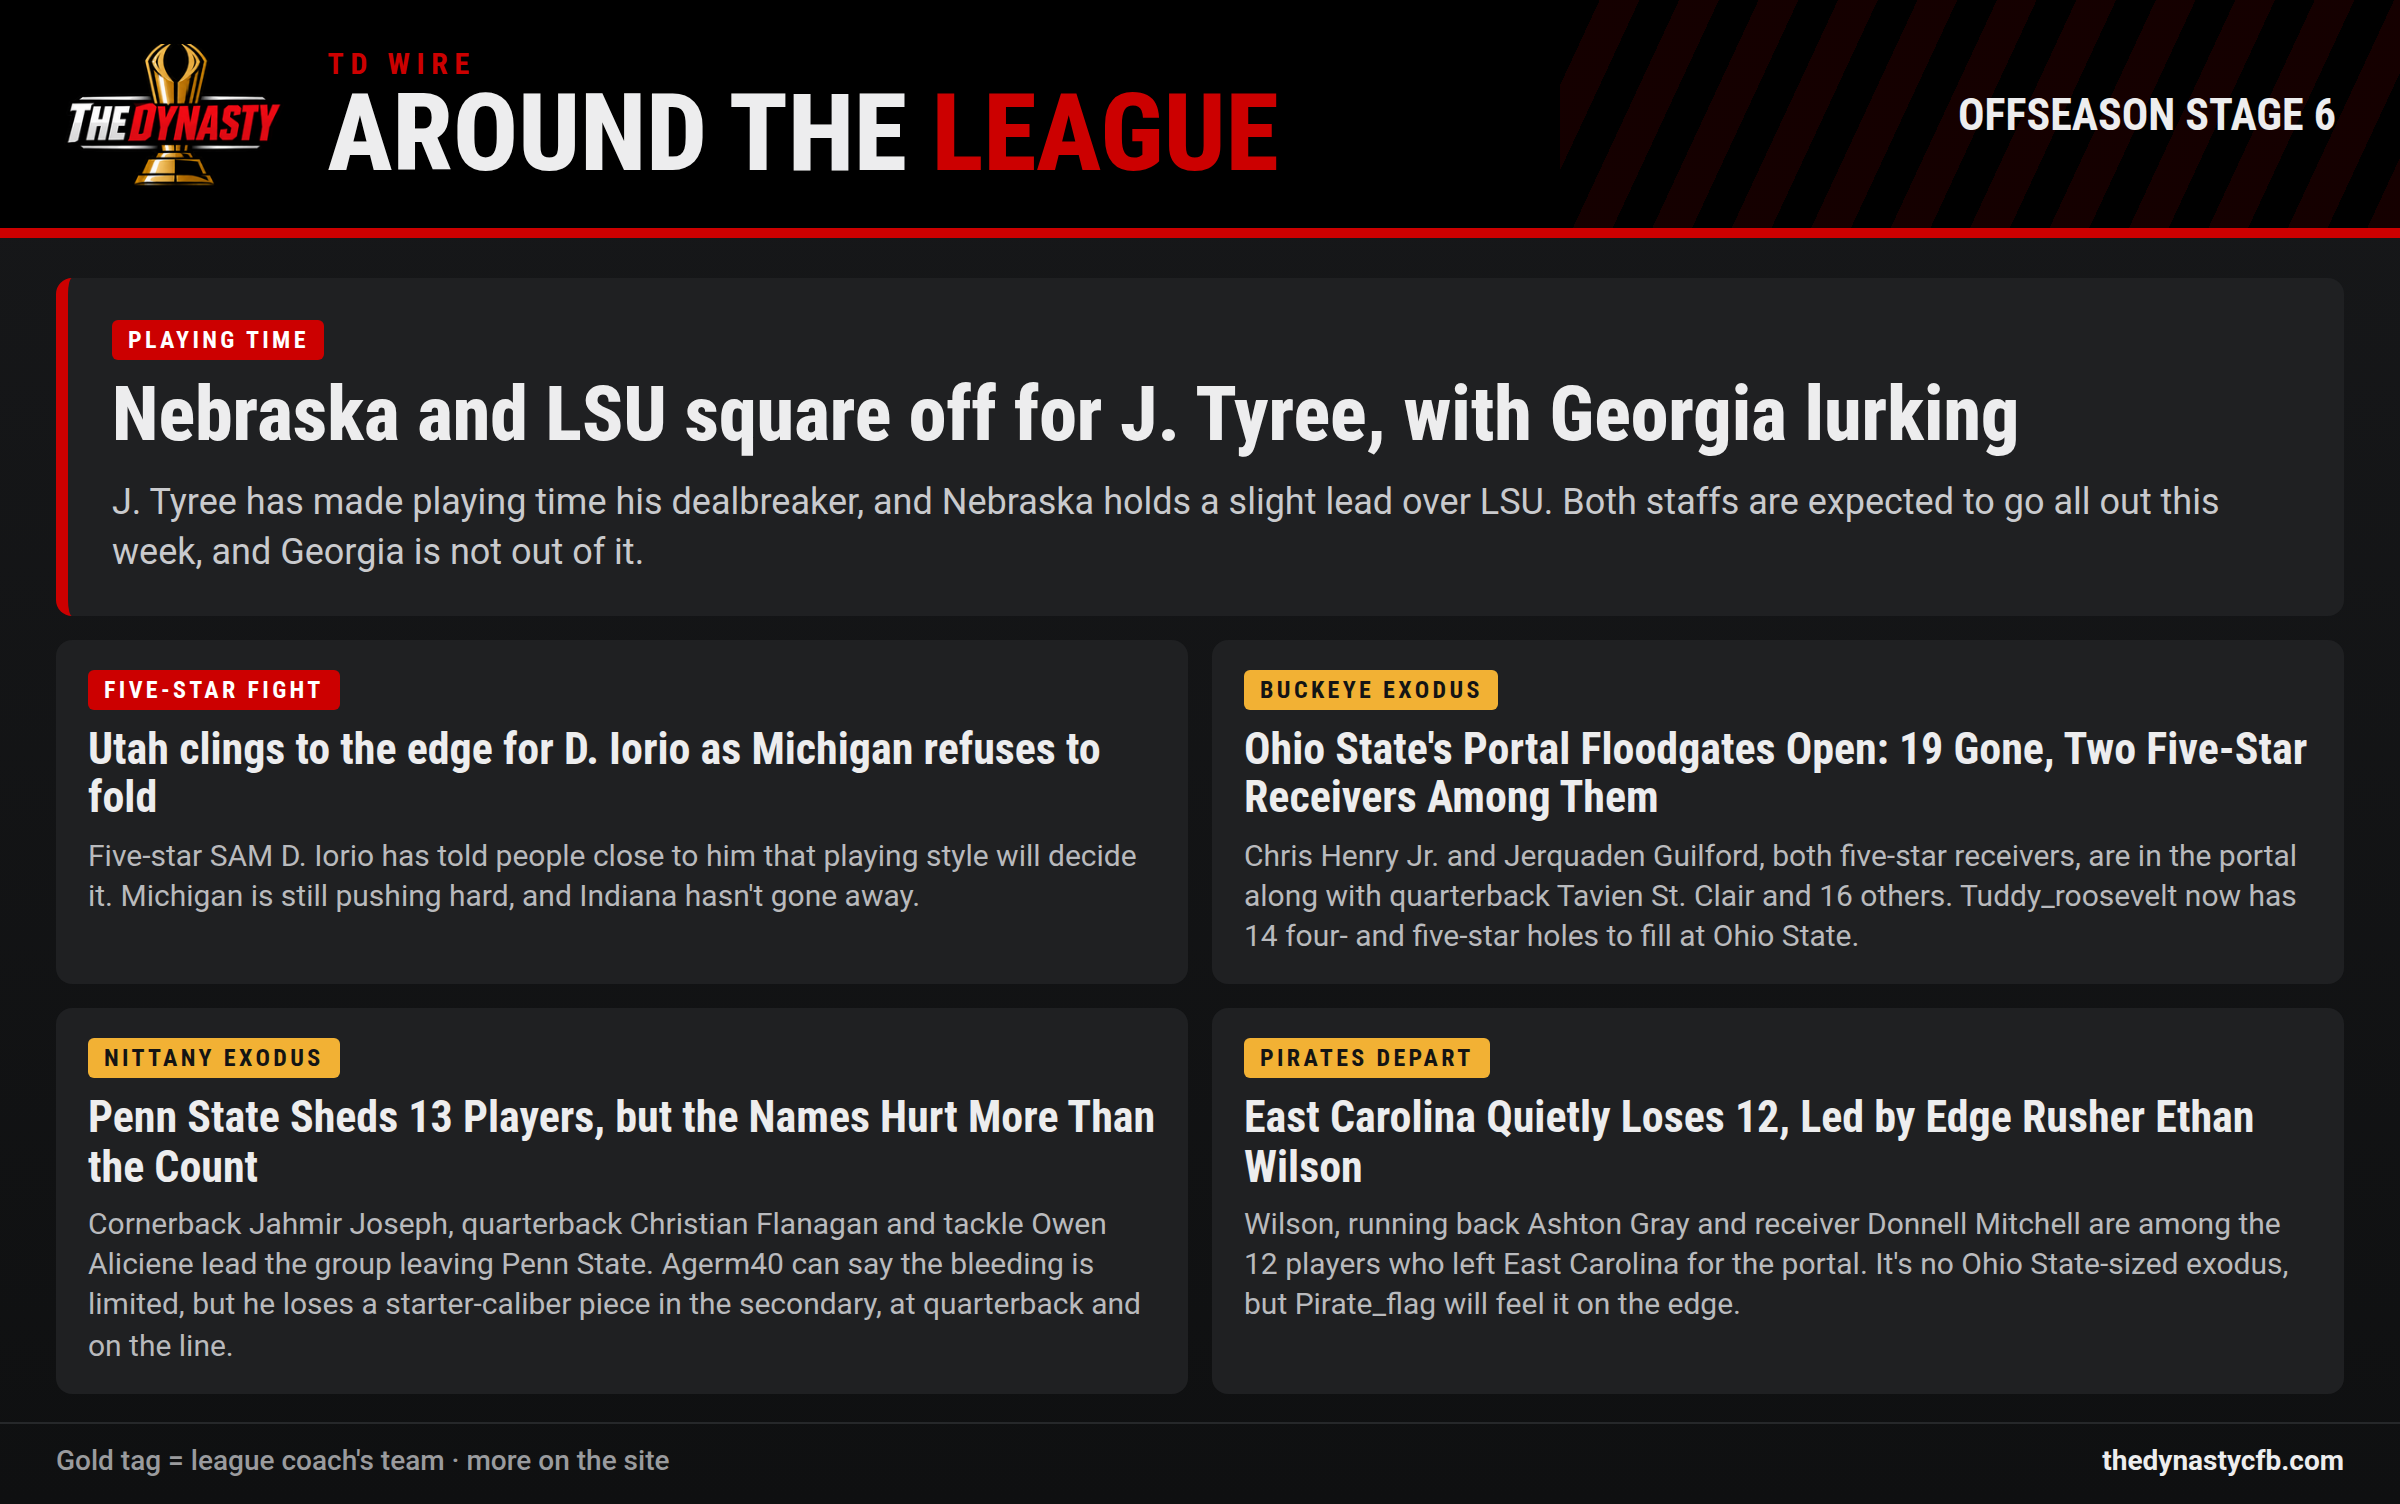 THE DYNASTY
TD WIRE
AROUND THE LEAGUE
OFFSEASON STAGE 6
PLAYING TIME
Nebraska and LSU square off for J. Tyree, with Georgia lurking
J. Tyree has made playing time his dealbreaker, and Nebraska holds a slight lead over LSU. Both staffs are expected to go all out this
week, and Georgia is not out of it.
FIVE-STAR FIGHT
Utah clings to the edge for D. Iorio as Michigan refuses to
fold
Five-star SAM D. Iorio has told people close to him that playing style will decide
it. Michigan is still pushing hard, and Indiana hasn't gone away.
BUCKEYE EXODUS
Ohio State's Portal Floodgates Open: 19 Gone, Two Five-Star
Receivers Among Them
Chris Henry Jr. and Jerquaden Guilford, both five-star receivers, are in the portal
along with quarterback Tavien St. Clair and 16 others. Tuddy_roosevelt now has
14 four- and five-star holes to fill at Ohio State.
NITTANY EXODUS
Penn State Sheds 13 Players, but the Names Hurt More Than
the Count
Cornerback Jahmir Joseph, quarterback Christian Flanagan and tackle Owen
Aliciene lead the group leaving Penn State. Agerm40 can say the bleeding is
limited, but he loses a starter-caliber piece in the secondary, at quarterback and
on the line.
PIRATES DEPART
East Carolina Quietly Loses 12, Led by Edge Rusher Ethan
Wilson
Wilson, running back Ashton Gray and receiver Donnell Mitchell are among the
12 players who left East Carolina for the portal. It's no Ohio State-sized exodus,
but Pirate_flag will feel it on the edge.
Gold tag = league coach's team · more on the site
thedynastycfb.com